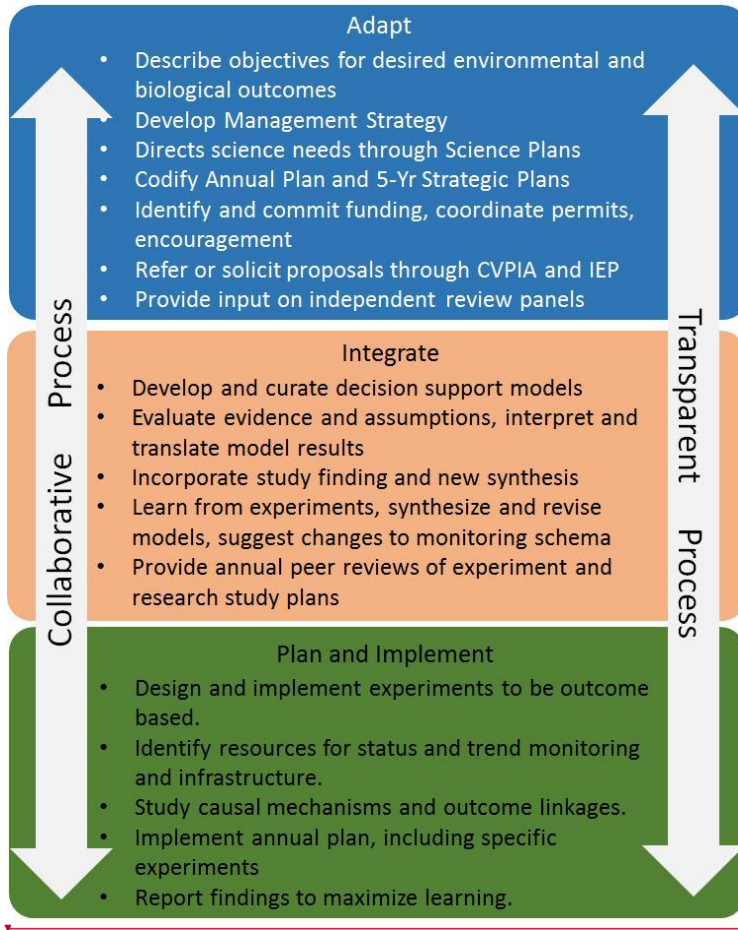 Adapt
• Describe objectives for desired environmental and
biological outcomes
• Develop Management Strategy
• Directs science needs through Science Plans
• Codify Annual Plan and 5-Yr Strategic Plans
• Identify and commit funding, coordinate permits,
encouragement
• Refer or solicit proposals through CVPIA and IEP
• Provide input on independent review panels
Integrate
• Develop and curate decision support models
• Evaluate evidence and assumptions, interpret and
translate model results
• Incorporate study finding and new synthesis
• Learn from experiments, synthesize and revise
models, suggest changes to monitoring schema
• Provide annual peer reviews of experiment and
research study plans
Plan and Implement
• Design and implement experiments to be outcome
based.
• Identify resources for status and trend monitoring
and infrastructure.
• Study causal mechanisms and outcome linkages.
• Implement annual plan, including specific
experiments
• Report findings to maximize learning.
Collaborative Process
Transparent Process